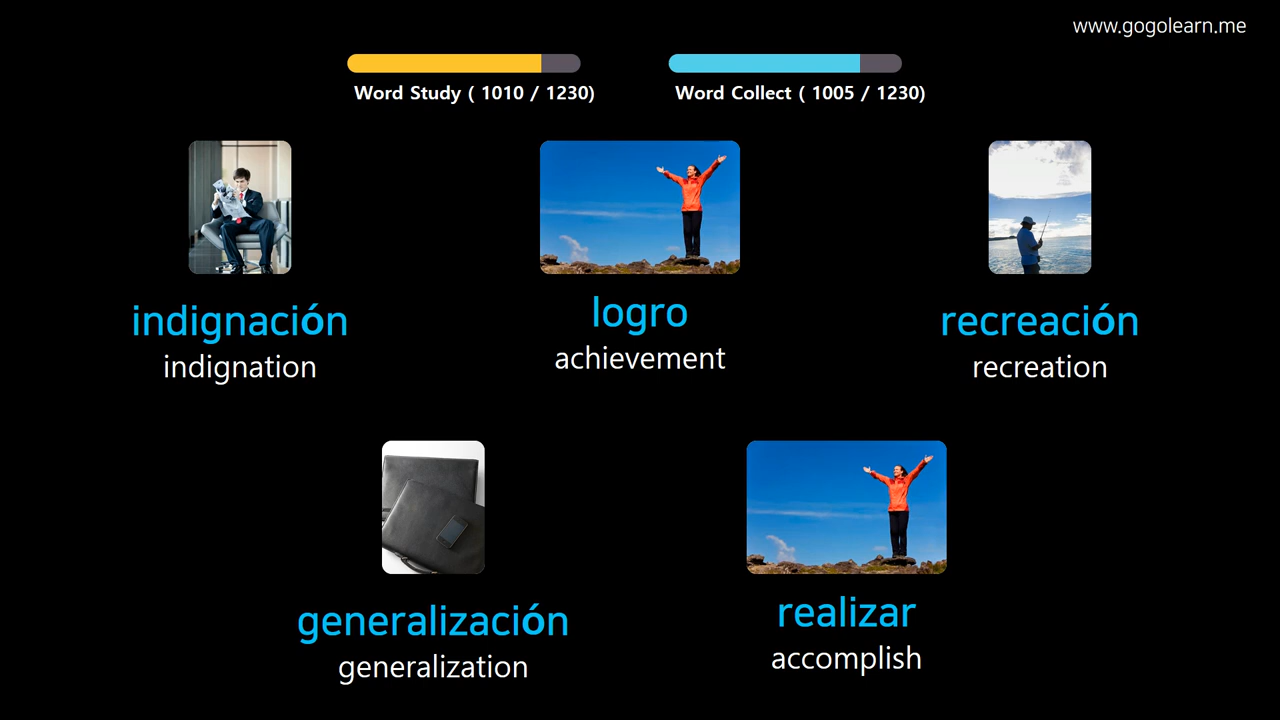 www.gogolearn.me
Word Study ( 1010 / 1230)
Word Collect ( 1005 / 1230)
indignación
indignation
logro
achievement
recreación
recreation
generalización
generalization
realizar
accomplish